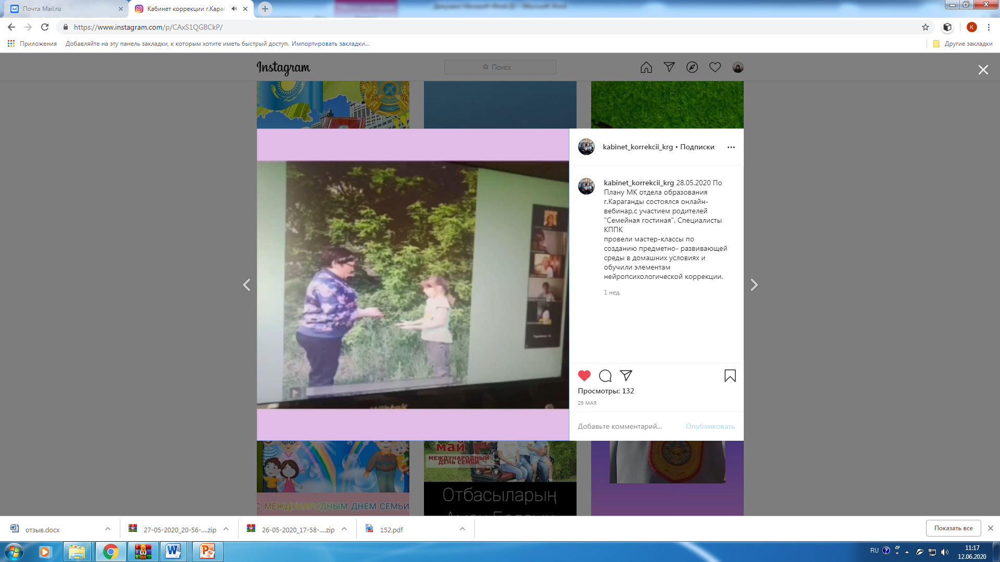 Почта Mail.ru
Кабинет коррекции г.Карага
https://www.instagram.com/p/CAxS1QGBCkP/
K
Приложения
Добавляйте на эту панель закладки, к которым хотите иметь быстрый доступ. Импортировать закладки...
Другие закладки
Instagram
Поиск
kabinet_korrekcii_krg • Подписки
kabinet_korrekcii_krg 28.05.2020 По
Плану МК отдела образования
г.Караганды состоялся онлайн-
вебинар,с участием родителей
"Семейная гостиная". Специалисты
КППК
провели мастер-классы по
созданию предметно- развивающей
среды в домашних условиях и
обучили элементам
нейропсихологической коррекции.
1 нед.
Просмотры: 132
29 МАЯ
Добавьте комментарий...
Опубликовать
С МЕЖДУНАРОДНЫМ ДНЕМ СЕМЬИ
май
МЕЖДУНАРОДНЫЙ
ДЕНЬ СЕМЬИ
Отбасыларың
отзыв.docx
27-05-2020_20-56-....zip
26-05-2020_17-58-....zip
152.pdf
Показать все
RU
11:17
12.06.2020